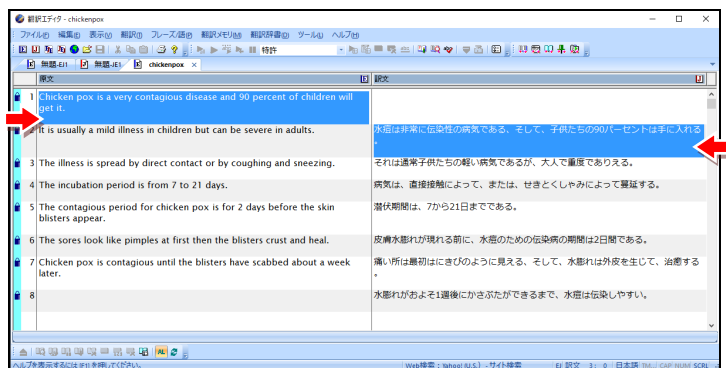 翻訳エディタ - chickenpox
ファイル(F) 編集(E) 表示(V) 翻訳(I) フレーズ/語(P) 翻訳メモリ(M) 翻訳辞書(D) ツール(U) ヘルプ(H)
特許
無題-EJ1 無題-JE1 chickenpox ×
原文 E 訳文 J
1 Chicken pox is a very contagious disease and 90 percent of children will
get it.
2 It is usually a mild illness in children but can be severe in adults.
水痘は非常に伝染性の病気である、そして、子供たちの90パーセントは手に入れる
。
3 The illness is spread by direct contact or by coughing and sneezing.
それは通常子供たちの軽い病気であるが、大人で重度でありえる。
4 The incubation period is from 7 to 21 days.
病気は、直接接触によって、または、せきとくしゃみによって蔓延する。
5 The contagious period for chicken pox is for 2 days before the skin
blisters appear.
潜伏期間は、7から21日までである。
6 The sores look like pimples at first then the blisters crust and heal.
皮膚水膨れが現れる前に、水痘のための伝染病の期間は2日間である。
7 Chicken pox is contagious until the blisters have scabbed about a week
later.
痛い所は最初はにきびのように見える、そして、水膨れは外皮を生じて、治癒する
。
8
水膨れがおよそ1週後にかさぶたができるまで、水痘は伝染しやすい。
ヘルプを表示するには [F1] を押してください。 Web検索 : Yahoo! (U.S.) - サイト検索 EJ 訳文 3: 0 日本語 TM... CAP NUM SCRL